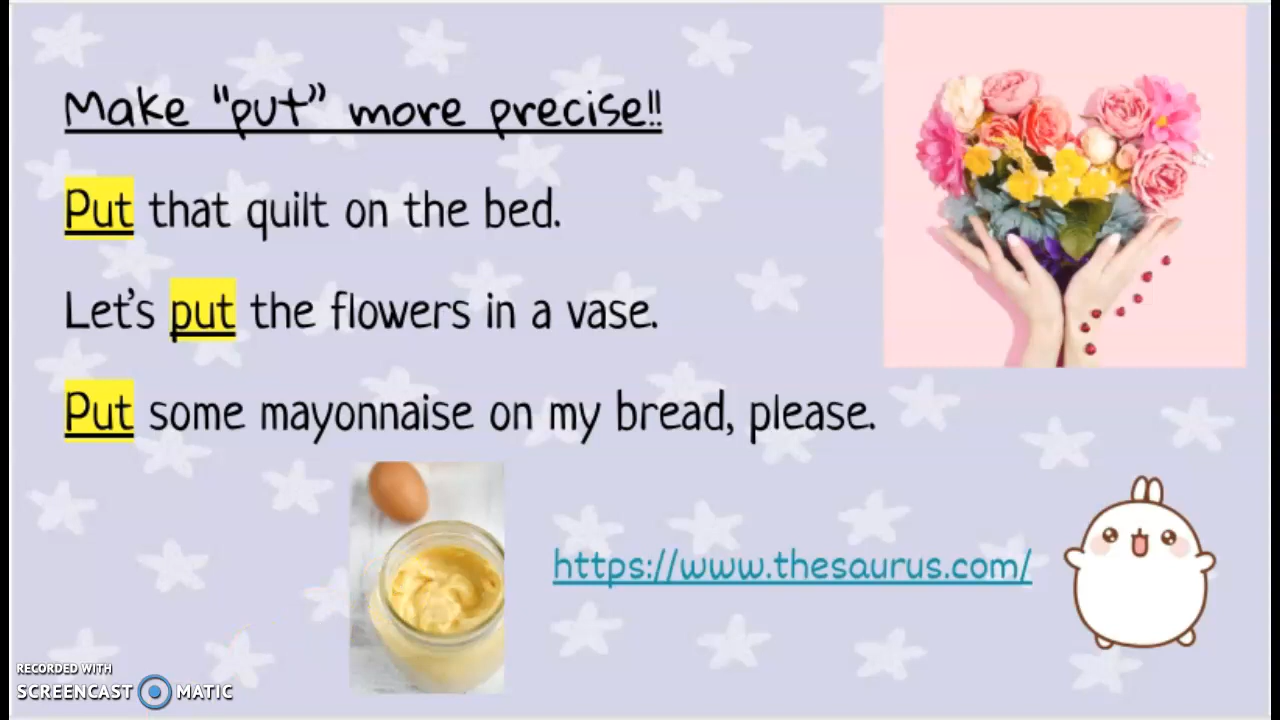 Make "put" more precise!!
Put that quilt on the bed.
Let's put the flowers in a vase.
Put some mayonnaise on my bread, please.
https://www.thesaurus.com/
RECORDED WITH
SCREENCAST MATIC